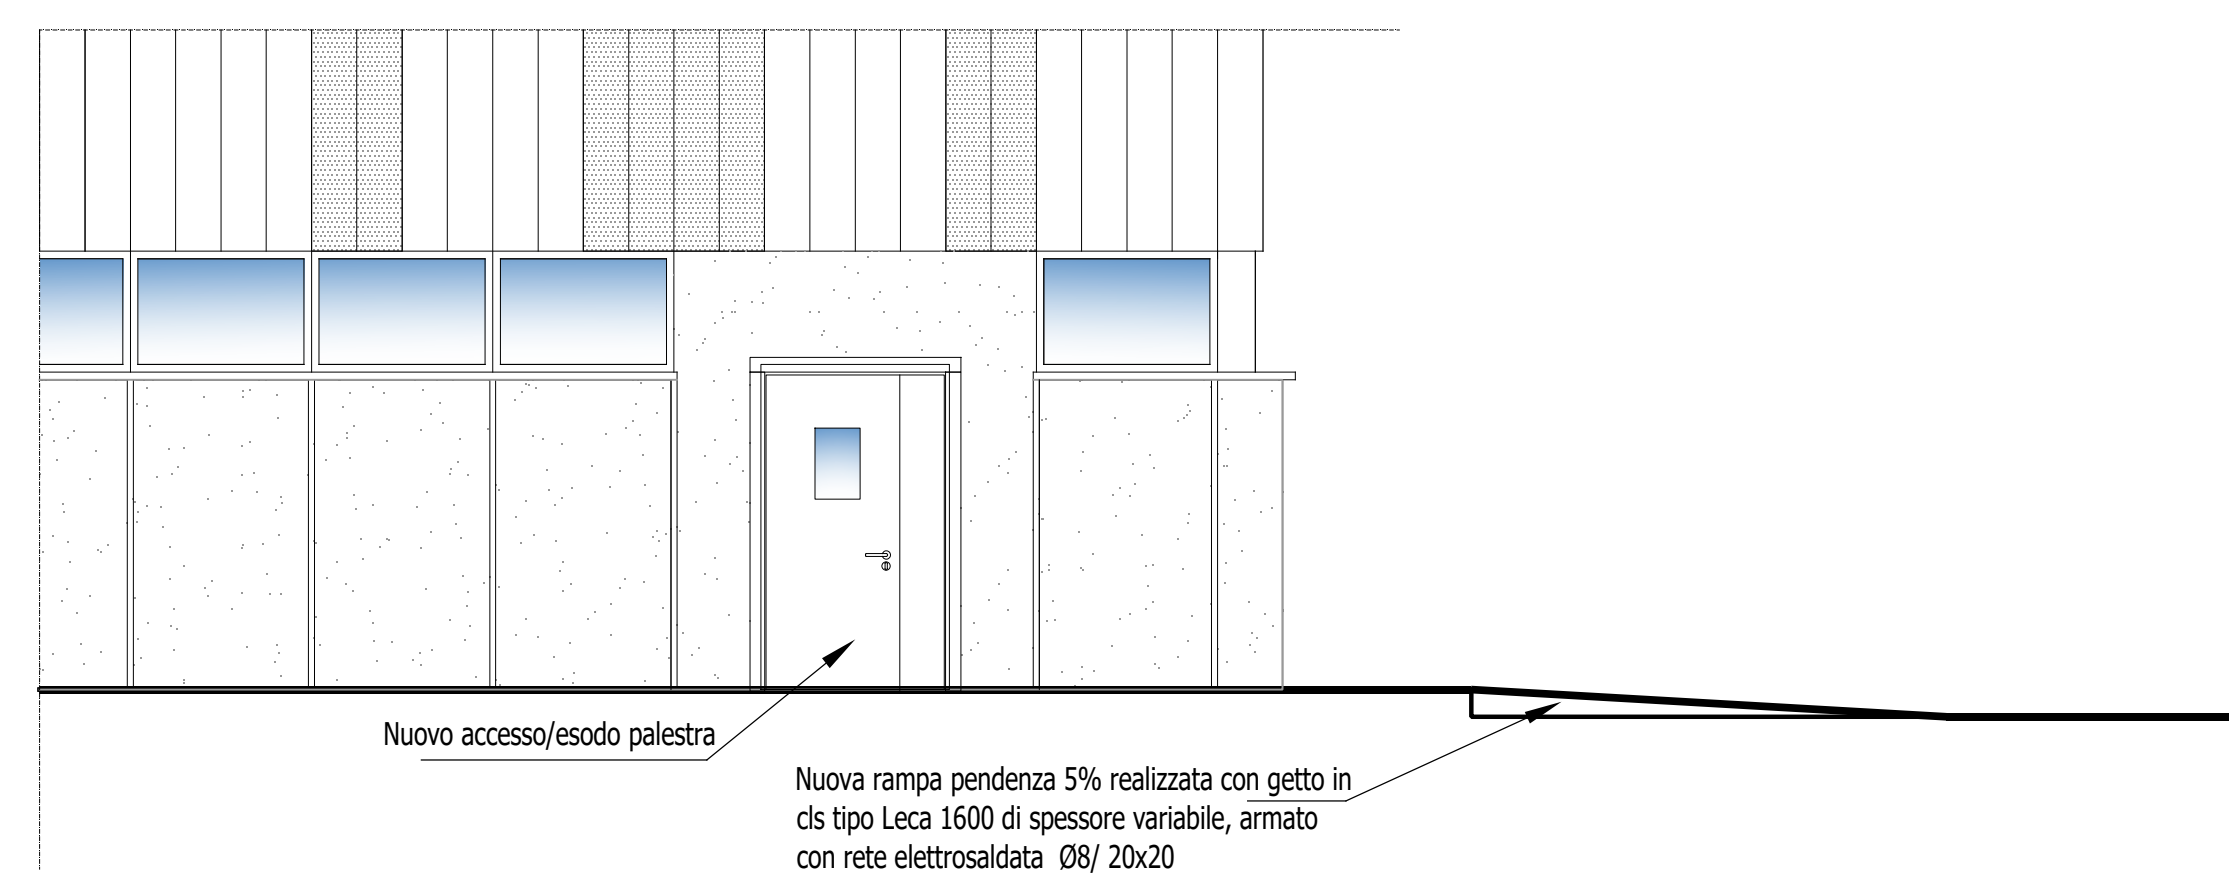 Nuovo accesso/esodo palestra
Nuova rampa pendenza 5% realizzata con getto in
cls tipo Leca 1600 di spessore variabile, armato
con rete elettrosaldata Ø8/ 20x20